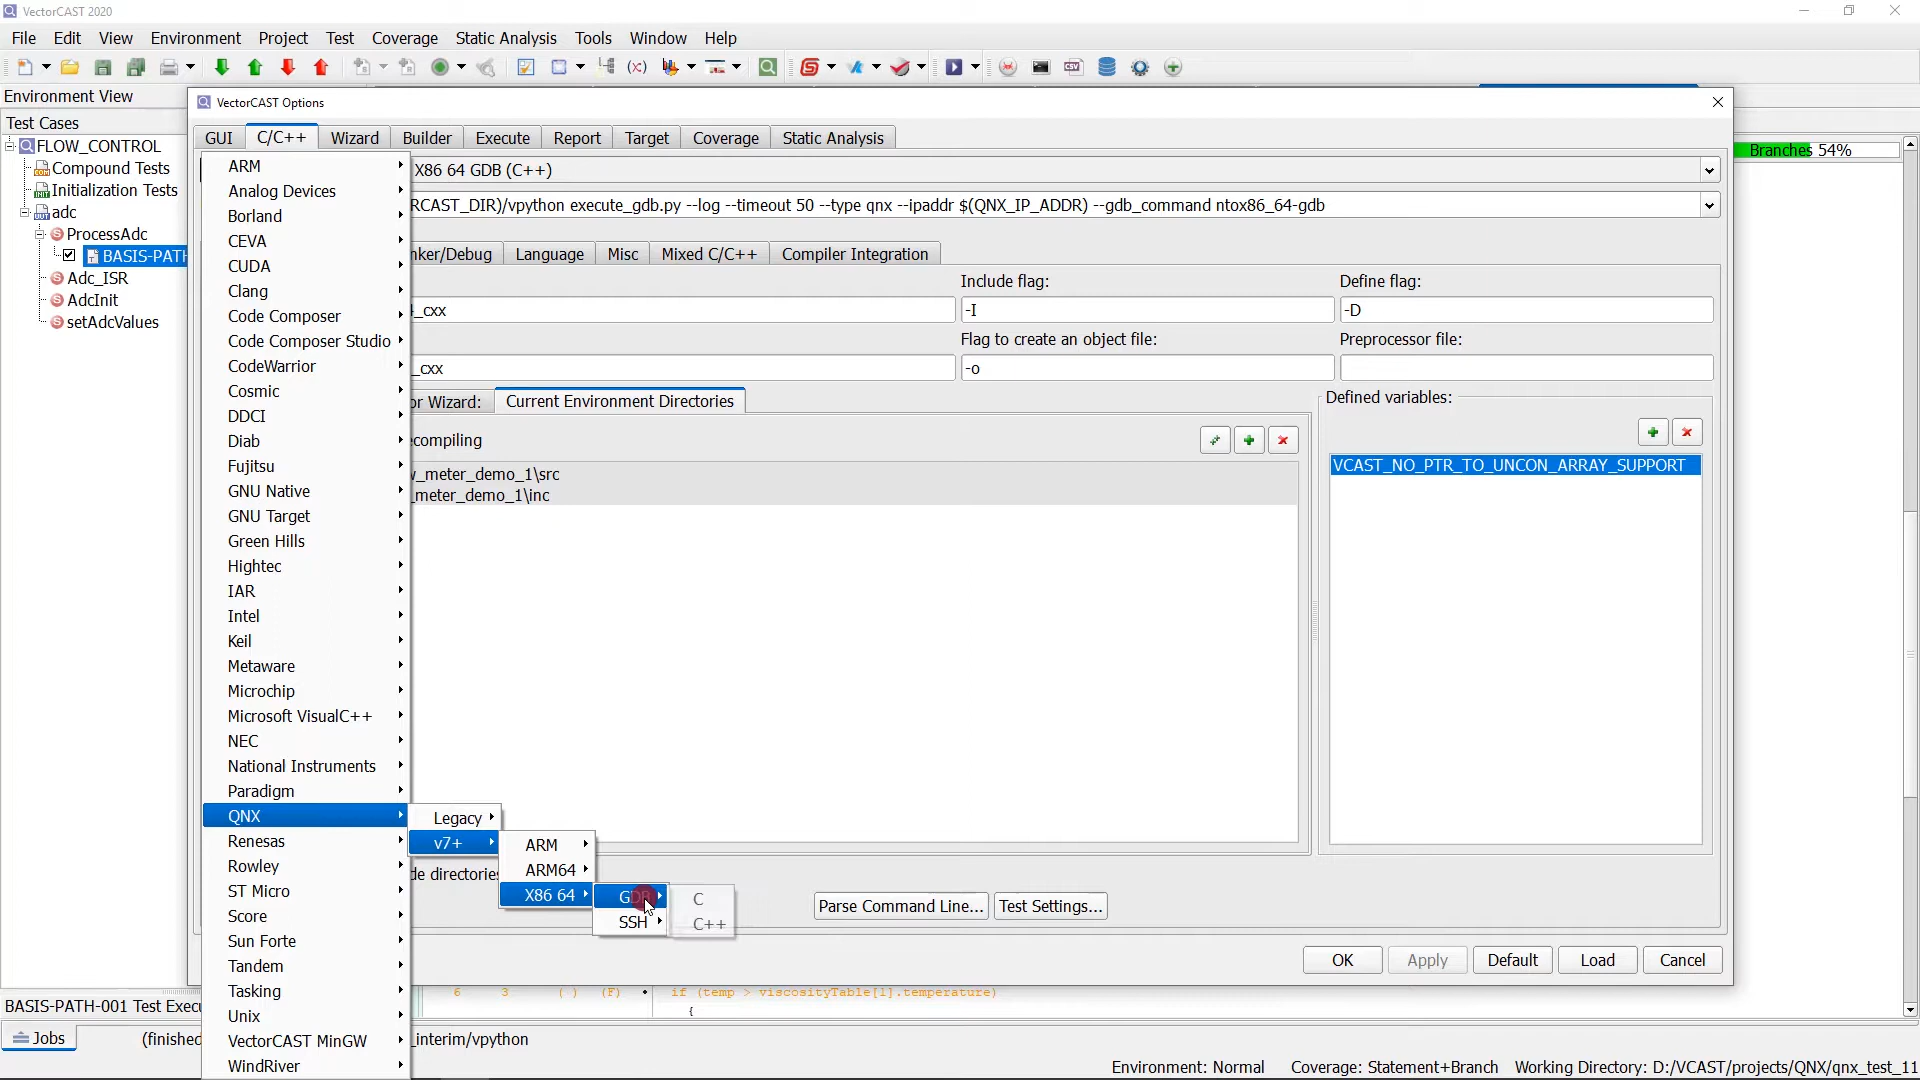 VectorCAST 2020
File Edit View Environment Project Test Coverage Static Analysis Tools Window Help
Environment View
Test Cases
FLOW_CONTROL
Compound Tests
Initialization Tests
adc
ProcessAdc
BASIS-PATH
Adc_ISR
AdcInit
setAdcValues
VectorCAST Options
GUI C/C++ Wizard Builder Execute Report Target Coverage Static Analysis
Branches 54%
X86 64 GDB (C++)
RCAST_DIR)/vpython execute_gdb.py --log --timeout 50 --type qnx --ipaddr $(QNX_IP_ADDR) --gdb_command ntox86_64-gdb
nker/Debug Language Misc Mixed C/C++ Compiler Integration
Include flag: Define flag:
_cxx -I -D
Flag to create an object file: Preprocessor file:
_cxx -o
or Wizard: Current Environment Directories Defined variables:
compiling
VCAST_NO_PTR_TO_UNCON_ARRAY_SUPPORT
_meter_demo_1\src
_meter_demo_1\inc
ARM
Analog Devices
Borland
CEVA
CUDA
Clang
Code Composer
Code Composer Studio
CodeWarrior
Cosmic
DDCI
Diab
Fujitsu
GNU Native
GNU Target
Green Hills
Hightec
IAR
Intel
Keil
Metaware
Microchip
Microsoft VisualC++
NEC
National Instruments
Paradigm
QNX
Renesas
Rowley
ST Micro
Score
Sun Forte
Tandem
Tasking
Unix
VectorCAST MinGW
WindRiver
Legacy
v7+
ARM
ARM64
X86 64
GDB
SSH
C
C++
de directories
Parse Command Line... Test Settings...
OK Apply Default Load Cancel
6 3 ( ) (F) if (temp > viscosityTable[1].temperature)
{
BASIS-PATH-001 Test Execu
Jobs (finished _interim/vpython
Environment: Normal Coverage: Statement+Branch Working Directory: D:/VCAST/projects/QNX/qnx_test_11